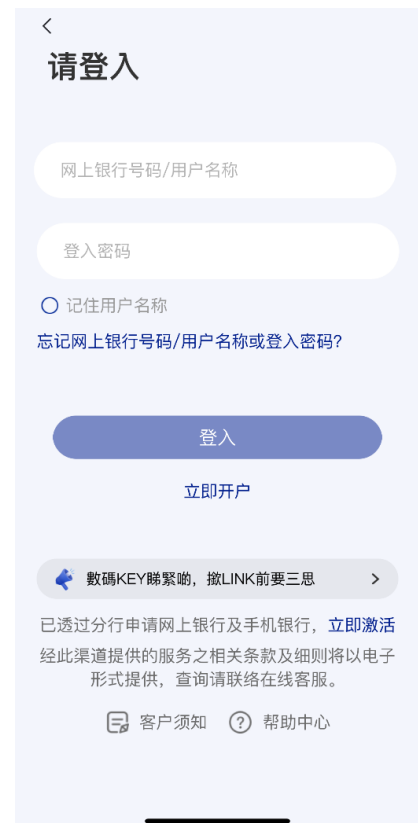 请登入
网上银行号码/用户名称
登入密码
记住用户名称
忘记网上银行号码/用户名称或登入密码?
登入
立即开户
數碼KEY睇緊啲，撳LINK前要三思
已透过分行申请网上银行及手机银行，立即激活
经此渠道提供的服务之相关条款及细则将以电子
形式提供，查询请联络在线客服。
客户须知 帮助中心